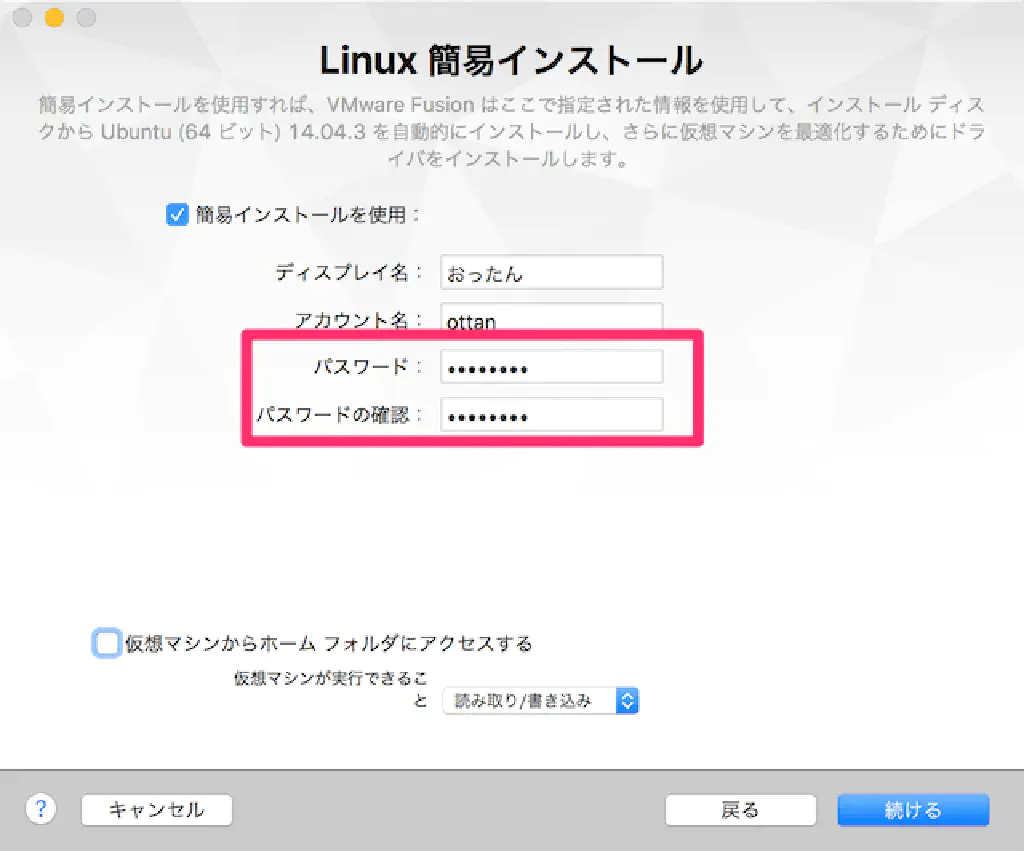 Linux 簡易インストール
簡易インストールを使用すれば、VMware Fusion はここで指定された情報を使用して、インストール ディス
クから Ubuntu (64 ビット) 14.04.3 を自動的にインストールし、さらに仮想マシンを最適化するためにドラ
イバをインストールします。
簡易インストールを使用：
ディスプレイ名： おったん
アカウント名： ottan
パスワード： ••••••••
パスワードの確認： ••••••••
仮想マシンからホーム フォルダにアクセスする
仮想マシンが実行できるこ
と 読み取り/書き込み
? キャンセル 戻る 続ける